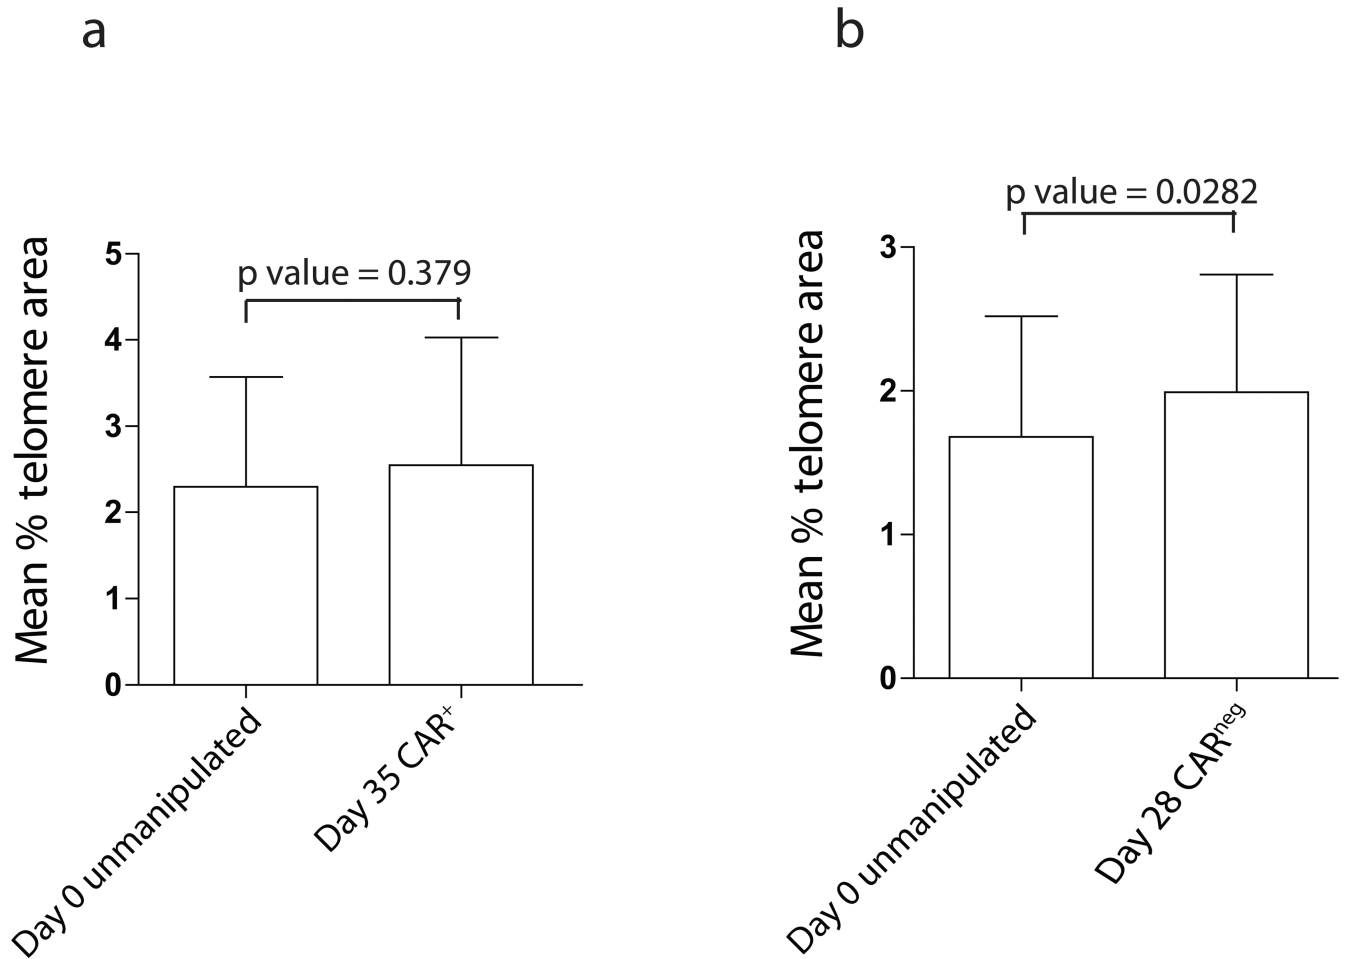 a
Mean % telomere area
5
4
3
2
1
0
p value = 0.379
Day 0 unmanipulated
Day 35 CAR⁺
b
Mean % telomere area
3
2
1
0
p value = 0.0282
Day 0 unmanipulated
Day 28 CARⁿᵉᵍ